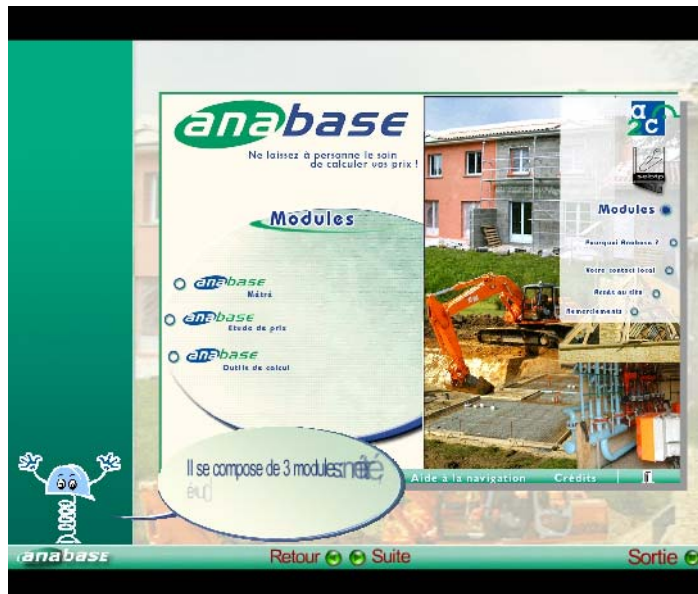 anabase
Ne laissez à personne le soin
de calculer vos prix !
Modules
anabase
Métré
anabase
Etude de prix
anabase
Outils de calcul
α
2c
Modules
Pourquoi Anabase ?
Votre contact local
Accès au site
Remerciements
Il se compose de 3 modules:
Aide à la navigation
Crédits
anabase
Retour
Suite
Sortie